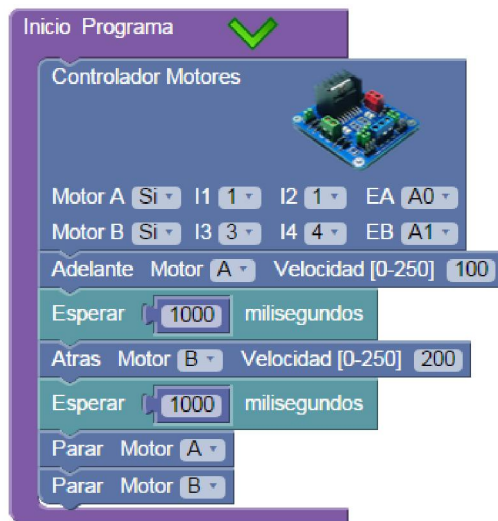 Inicio Programa
Controlador Motores
Motor A Si I1 1 I2 1 EA A0
Motor B Si I3 3 I4 4 EB A1
Adelante Motor A Velocidad [0-250] 100
Esperar 1000 milisegundos
Atras Motor B Velocidad [0-250] 200
Esperar 1000 milisegundos
Parar Motor A
Parar Motor B